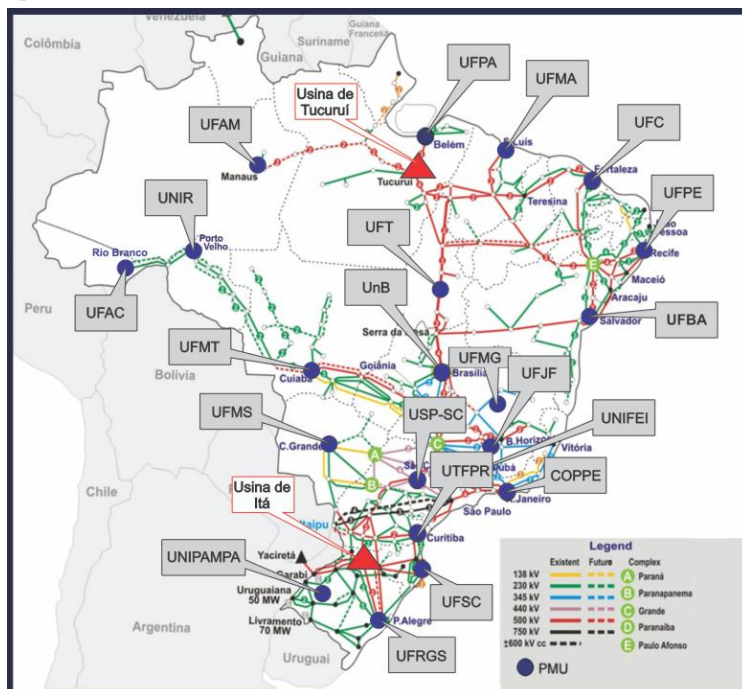 Venezuela
Guiana
Francesa
Colômbia
Suriname
Guiana
UFPA
UFMA
Usina de
Tucuruí
UFAM
UFC
Belém
S.Luis
Manaus
Tucuruí
Fortaleza
UFPE
UNIR
Teresina
Pessoa
Rio Branco
Porto
Velho
UFT
Recife
UnB
Maceió
Aracaju
Peru
UFAC
Serra da Mesa
Salvador
UFBA
UFMT
Bolivia
Goiânia
UFMG
UFJF
Cuiaba
Brasilia
UFMS
USP-SC
UNIFEI
C.Grande
A
C
B.Horizonte
Vitória
UTFPR
COPPE
B
Chile
Usina de
Itá
R.Janeiro
São Paulo
Itaipu
Curitiba
UNIPAMPA
Yaciretá
Garabi
Uruguaiana
50 MW
UFSC
Livramento
70 MW
P.Alegre
Argentina
UFRGS
Uruguai
E
Legend
Existent Future Complex
138 kV A Paraná
230 kV B Paranapanema
345 kV C Grande
440 kV D Paranaiba
500 kV E Paulo Afonso
750 kV
±600 kV cc
PMU